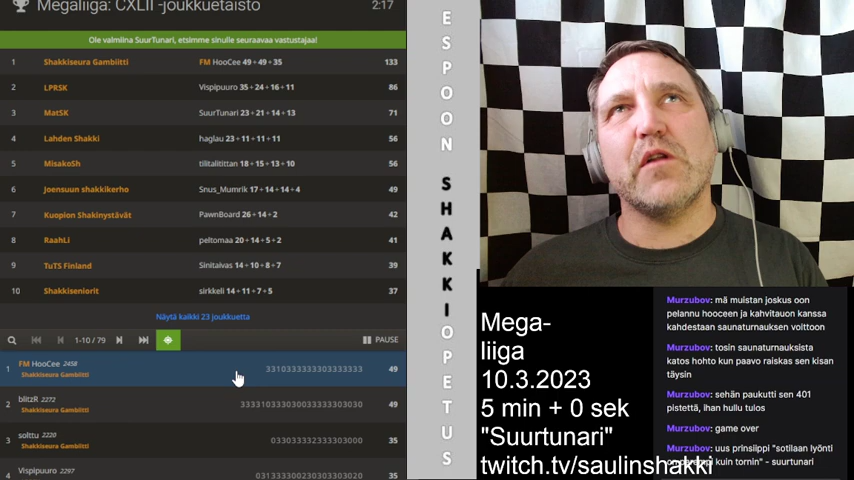 Megaliiga: CXLII -joukkuetaisto 2:17
Ole valmiina SuurTunari, etsimme sinulle seuraavaa vastustajaa!
1 Shakkiseura Gambiitti FM HooCee 49+49+35 133
2 LPRSK Vispipuuro 35+24+16+11 86
3 MatSK SuurTunari 23+21+14+13 71
4 Lahden Shakki haglau 23+11+11+11 56
5 MisakoSh tilitalitittan 18+15+13+10 56
6 Joensuun shakkikerho Snus_Mumrik 17+14+14+4 49
7 Kuopion Shakinystävät PawnBoard 26+14+2 42
8 RaahLi peltomaa 20+14+5+2 41
9 TuTS Finland Sinitaivas 14+10+8+7 39
10 Shakkiseniorit sirkkeli 14+11+7+5 37
Näytä kaikki 23 joukkuetta
1-10 / 79 PAUSE
1 FM HooCee 2458 49
Shakkiseura Gambiitti
2 blitzR 2272 49
Shakkiseura Gambiitti
3 solttu 2220 35
Shakkiseura Gambiitti
4 Vispipuuro 2297 35
ESPOON
SHAKKI
OPETUS
Mega-
liiga
10.3.2023
5 min + 0 sek
"Suurtunari"
twitch.tv/saulinshakki
Murzubov: mä muistan joskus oon
pelannu hooceen ja kahvitauon kanssa
kahdestaan saunaturnauksen voittoon
Murzubov: tosin saunaturnauksista
katos hohto kun paavo raiskas sen kisan
täysin
Murzubov: sehän paukutti sen 401
pistettä, ihan hullu tulos
Murzubov: game over
Murzubov: uus prinsiippi "sotilaan lyönti
on parempi kuin tornin" - suurtunari